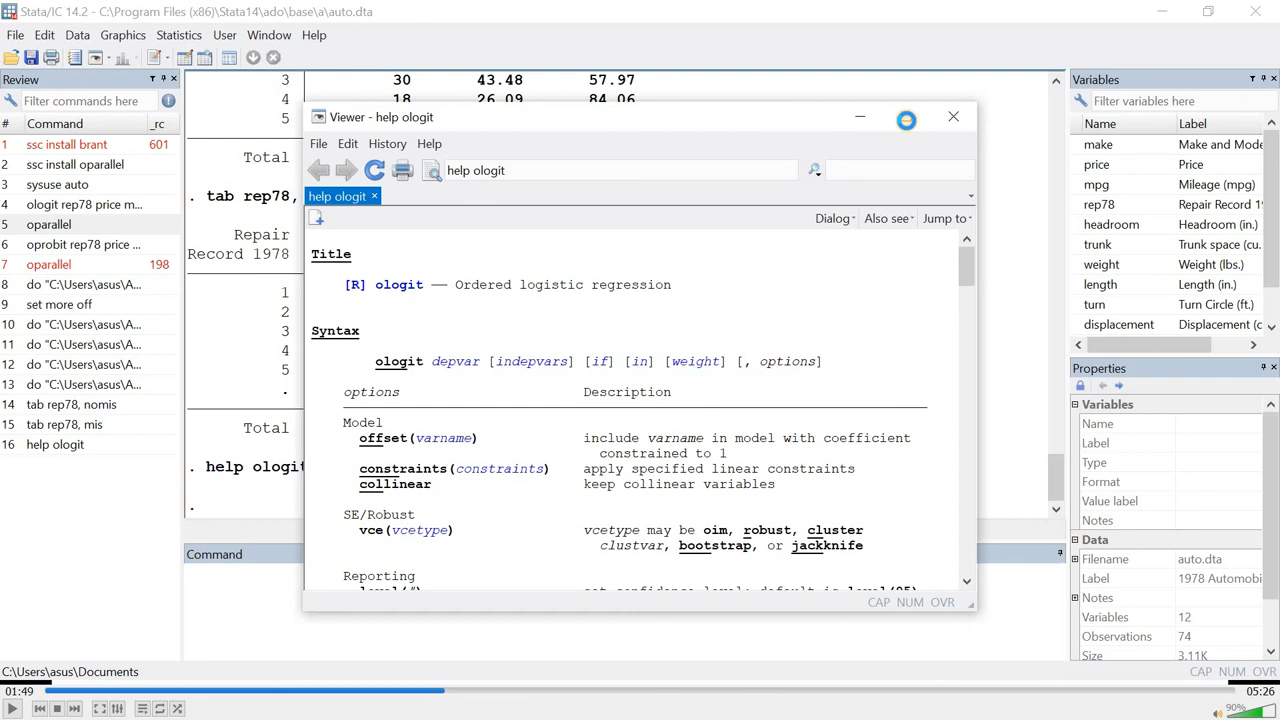 Stata/IC 14.2 - C:\Program Files (x86)\Stata14\ado\base\a\auto.dta
File Edit Data Graphics Statistics User Window Help
Review
Filter commands here
# Command _rc
1 ssc install brant 601
2 ssc install oparallel
3 sysuse auto
4 ologit rep78 price m...
5 oparallel
6 oprobit rep78 price ...
7 oparallel 198
8 do "C:\Users\asus\A...
9 set more off
10 do "C:\Users\asus\A...
11 do "C:\Users\asus\A...
12 do "C:\Users\asus\A...
13 do "C:\Users\asus\A...
14 tab rep78, nomis
15 tab rep78, mis
16 help ologit
3 30 43.48 57.97
4 18 26.09 84.06
5
Total
. tab rep78,
Repair
Record 1978
1
2
3
4
5
.
Total
. help ologit
.
Command
Viewer - help ologit
File Edit History Help
help ologit
help ologit ×
Dialog Also see Jump to
Title
[R] ologit — Ordered logistic regression
Syntax
ologit depvar [indepvars] [if] [in] [weight] [, options]
options Description
Model
offset(varname) include varname in model with coefficient
constrained to 1
constraints(constraints) apply specified linear constraints
collinear keep collinear variables
SE/Robust
vce(vcetype) vcetype may be oim, robust, cluster
clustvar, bootstrap, or jackknife
Reporting
level(#) set confidence level; default is level(95)
CAP NUM OVR
Variables
Filter variables here
Name Label
make Make and Mode
price Price
mpg Mileage (mpg)
rep78 Repair Record 19
headroom Headroom (in.)
trunk Trunk space (cu.
weight Weight (lbs.)
length Length (in.)
turn Turn Circle (ft.)
displacement Displacement (c
Properties
Variables
Name
Label
Type
Format
Value label
Notes
Data
Filename auto.dta
Label 1978 Automobi
Notes
Variables 12
Observations 74
Size 3.11K
C:\Users\asus\Documents
CAP NUM OVR
01:49 05:26
90%